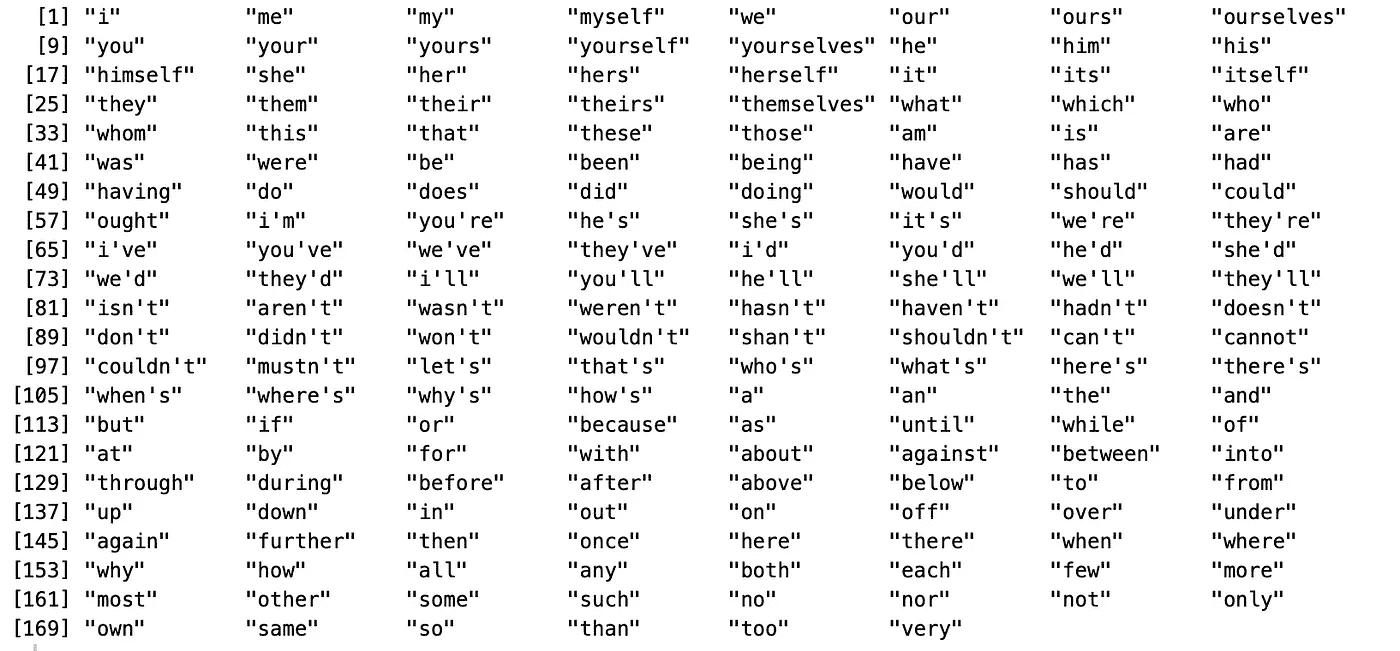 [1] "i" "me" "my" "myself" "we" "our" "ours" "ourselves"
[9] "you" "your" "yours" "yourself" "yourselves" "he" "him" "his"
[17] "himself" "she" "her" "hers" "herself" "it" "its" "itself"
[25] "they" "them" "their" "theirs" "themselves" "what" "which" "who"
[33] "whom" "this" "that" "these" "those" "am" "is" "are"
[41] "was" "were" "be" "been" "being" "have" "has" "had"
[49] "having" "do" "does" "did" "doing" "would" "should" "could"
[57] "ought" "i'm" "you're" "he's" "she's" "it's" "we're" "they're"
[65] "i've" "you've" "we've" "they've" "i'd" "you'd" "he'd" "she'd"
[73] "we'd" "they'd" "i'll" "you'll" "he'll" "she'll" "we'll" "they'll"
[81] "isn't" "aren't" "wasn't" "weren't" "hasn't" "haven't" "hadn't" "doesn't"
[89] "don't" "didn't" "won't" "wouldn't" "shan't" "shouldn't" "can't" "cannot"
[97] "couldn't" "mustn't" "let's" "that's" "who's" "what's" "here's" "there's"
[105] "when's" "where's" "why's" "how's" "a" "an" "the" "and"
[113] "but" "if" "or" "because" "as" "until" "while" "of"
[121] "at" "by" "for" "with" "about" "against" "between" "into"
[129] "through" "during" "before" "after" "above" "below" "to" "from"
[137] "up" "down" "in" "out" "on" "off" "over" "under"
[145] "again" "further" "then" "once" "here" "there" "when" "where"
[153] "why" "how" "all" "any" "both" "each" "few" "more"
[161] "most" "other" "some" "such" "no" "nor" "not" "only"
[169] "own" "same" "so" "than" "too" "very"